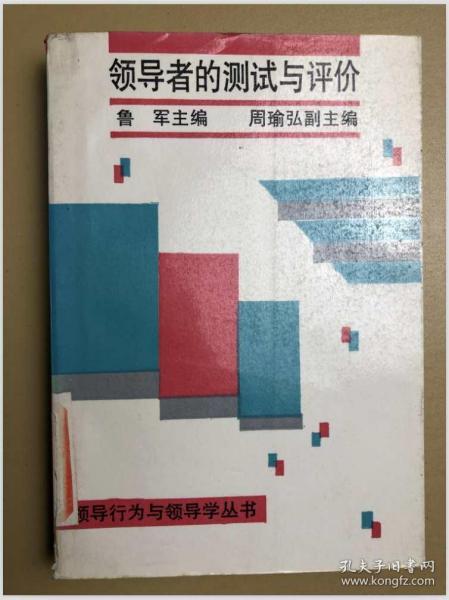 领导者的测试与评价
鲁 军主编 周瑜弘副主编
领导行为与领导学丛书
孔夫子旧书网
www.kongfz.com